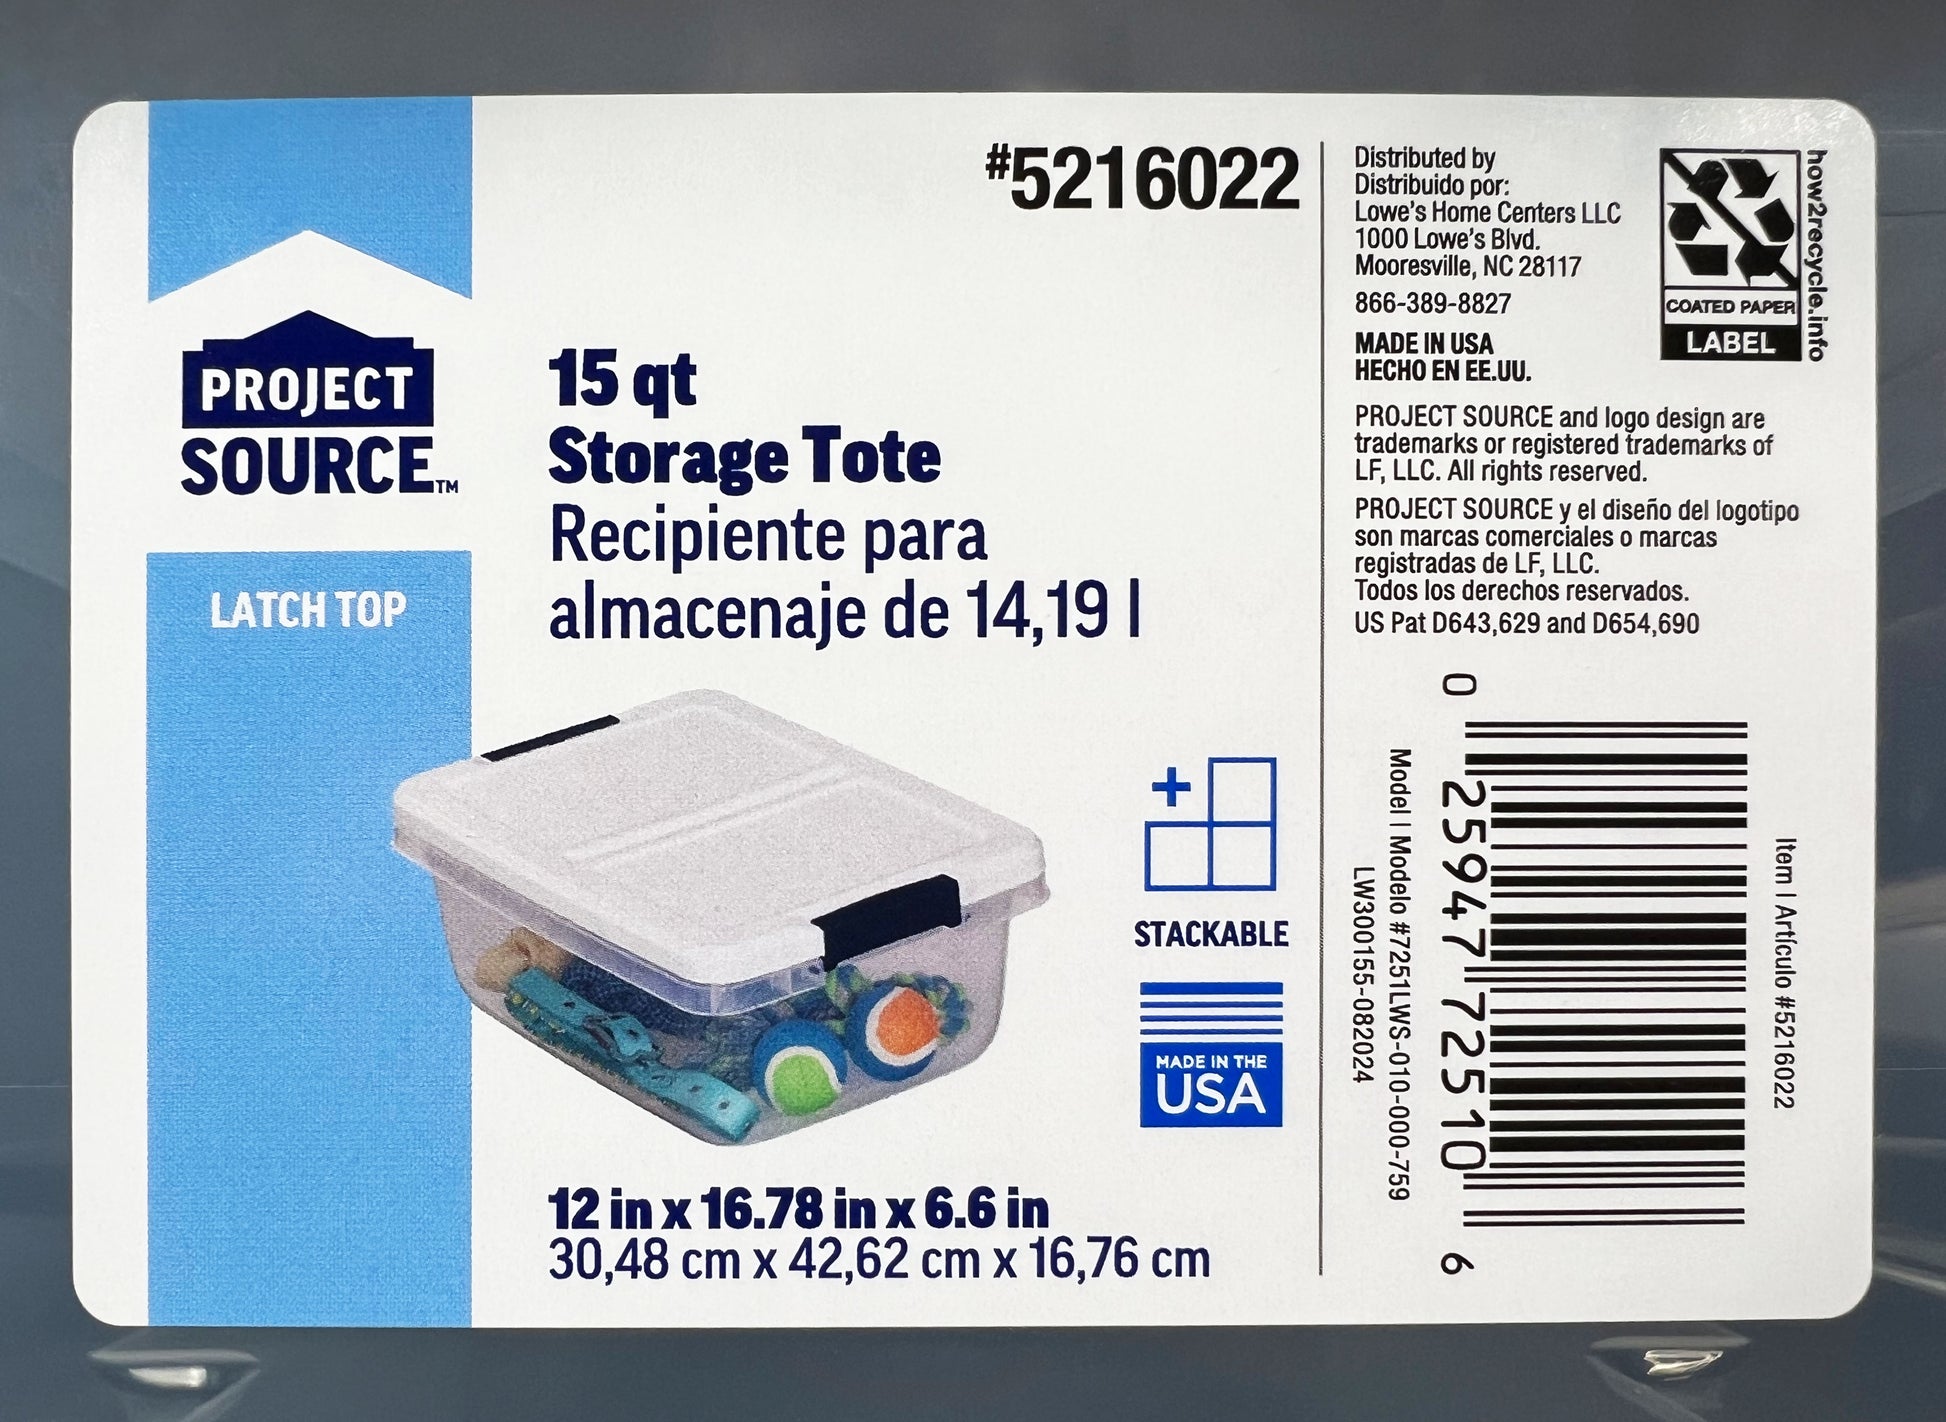 PROJECT
SOURCE™
LATCH TOP
#5216022
15 qt
Storage Tote
Recipiente para
almacenaje de 14,19 l
STACKABLE
MADE IN THE
USA
12 in x 16.78 in x 6.6 in
30,48 cm x 42,62 cm x 16,76 cm
Distributed by
Distribuido por:
Lowe's Home Centers LLC
1000 Lowe's Blvd.
Mooresville, NC 28117
866-389-8827
MADE IN USA
HECHO EN EE.UU.
COATED PAPER
LABEL
how2recycle.info
PROJECT SOURCE and logo design are
trademarks or registered trademarks of
LF, LLC. All rights reserved.
PROJECT SOURCE y el diseño del logotipo
son marcas comerciales o marcas
registradas de LF, LLC.
Todos los derechos reservados.
US Pat D643,629 and D654,690
Item | Artículo #5216022
0 25947 72510 6
Model | Modelo #7251LWS-010-000-759
LW300155-082024